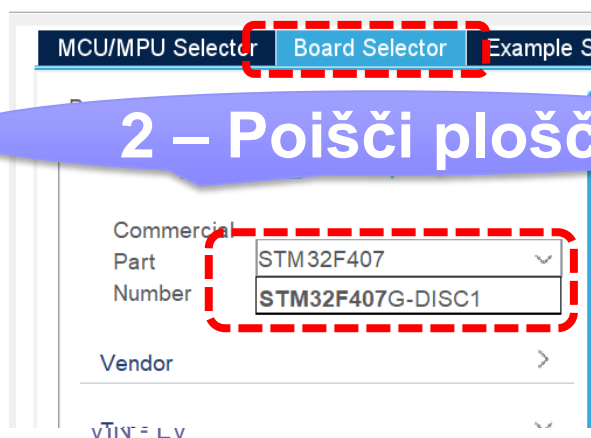 MCU/MPU Selector Board Selector Example S
2 – Poišči plošč
Commercial
Part
Number
STM32F407
STM32F407G-DISC1
Vendor